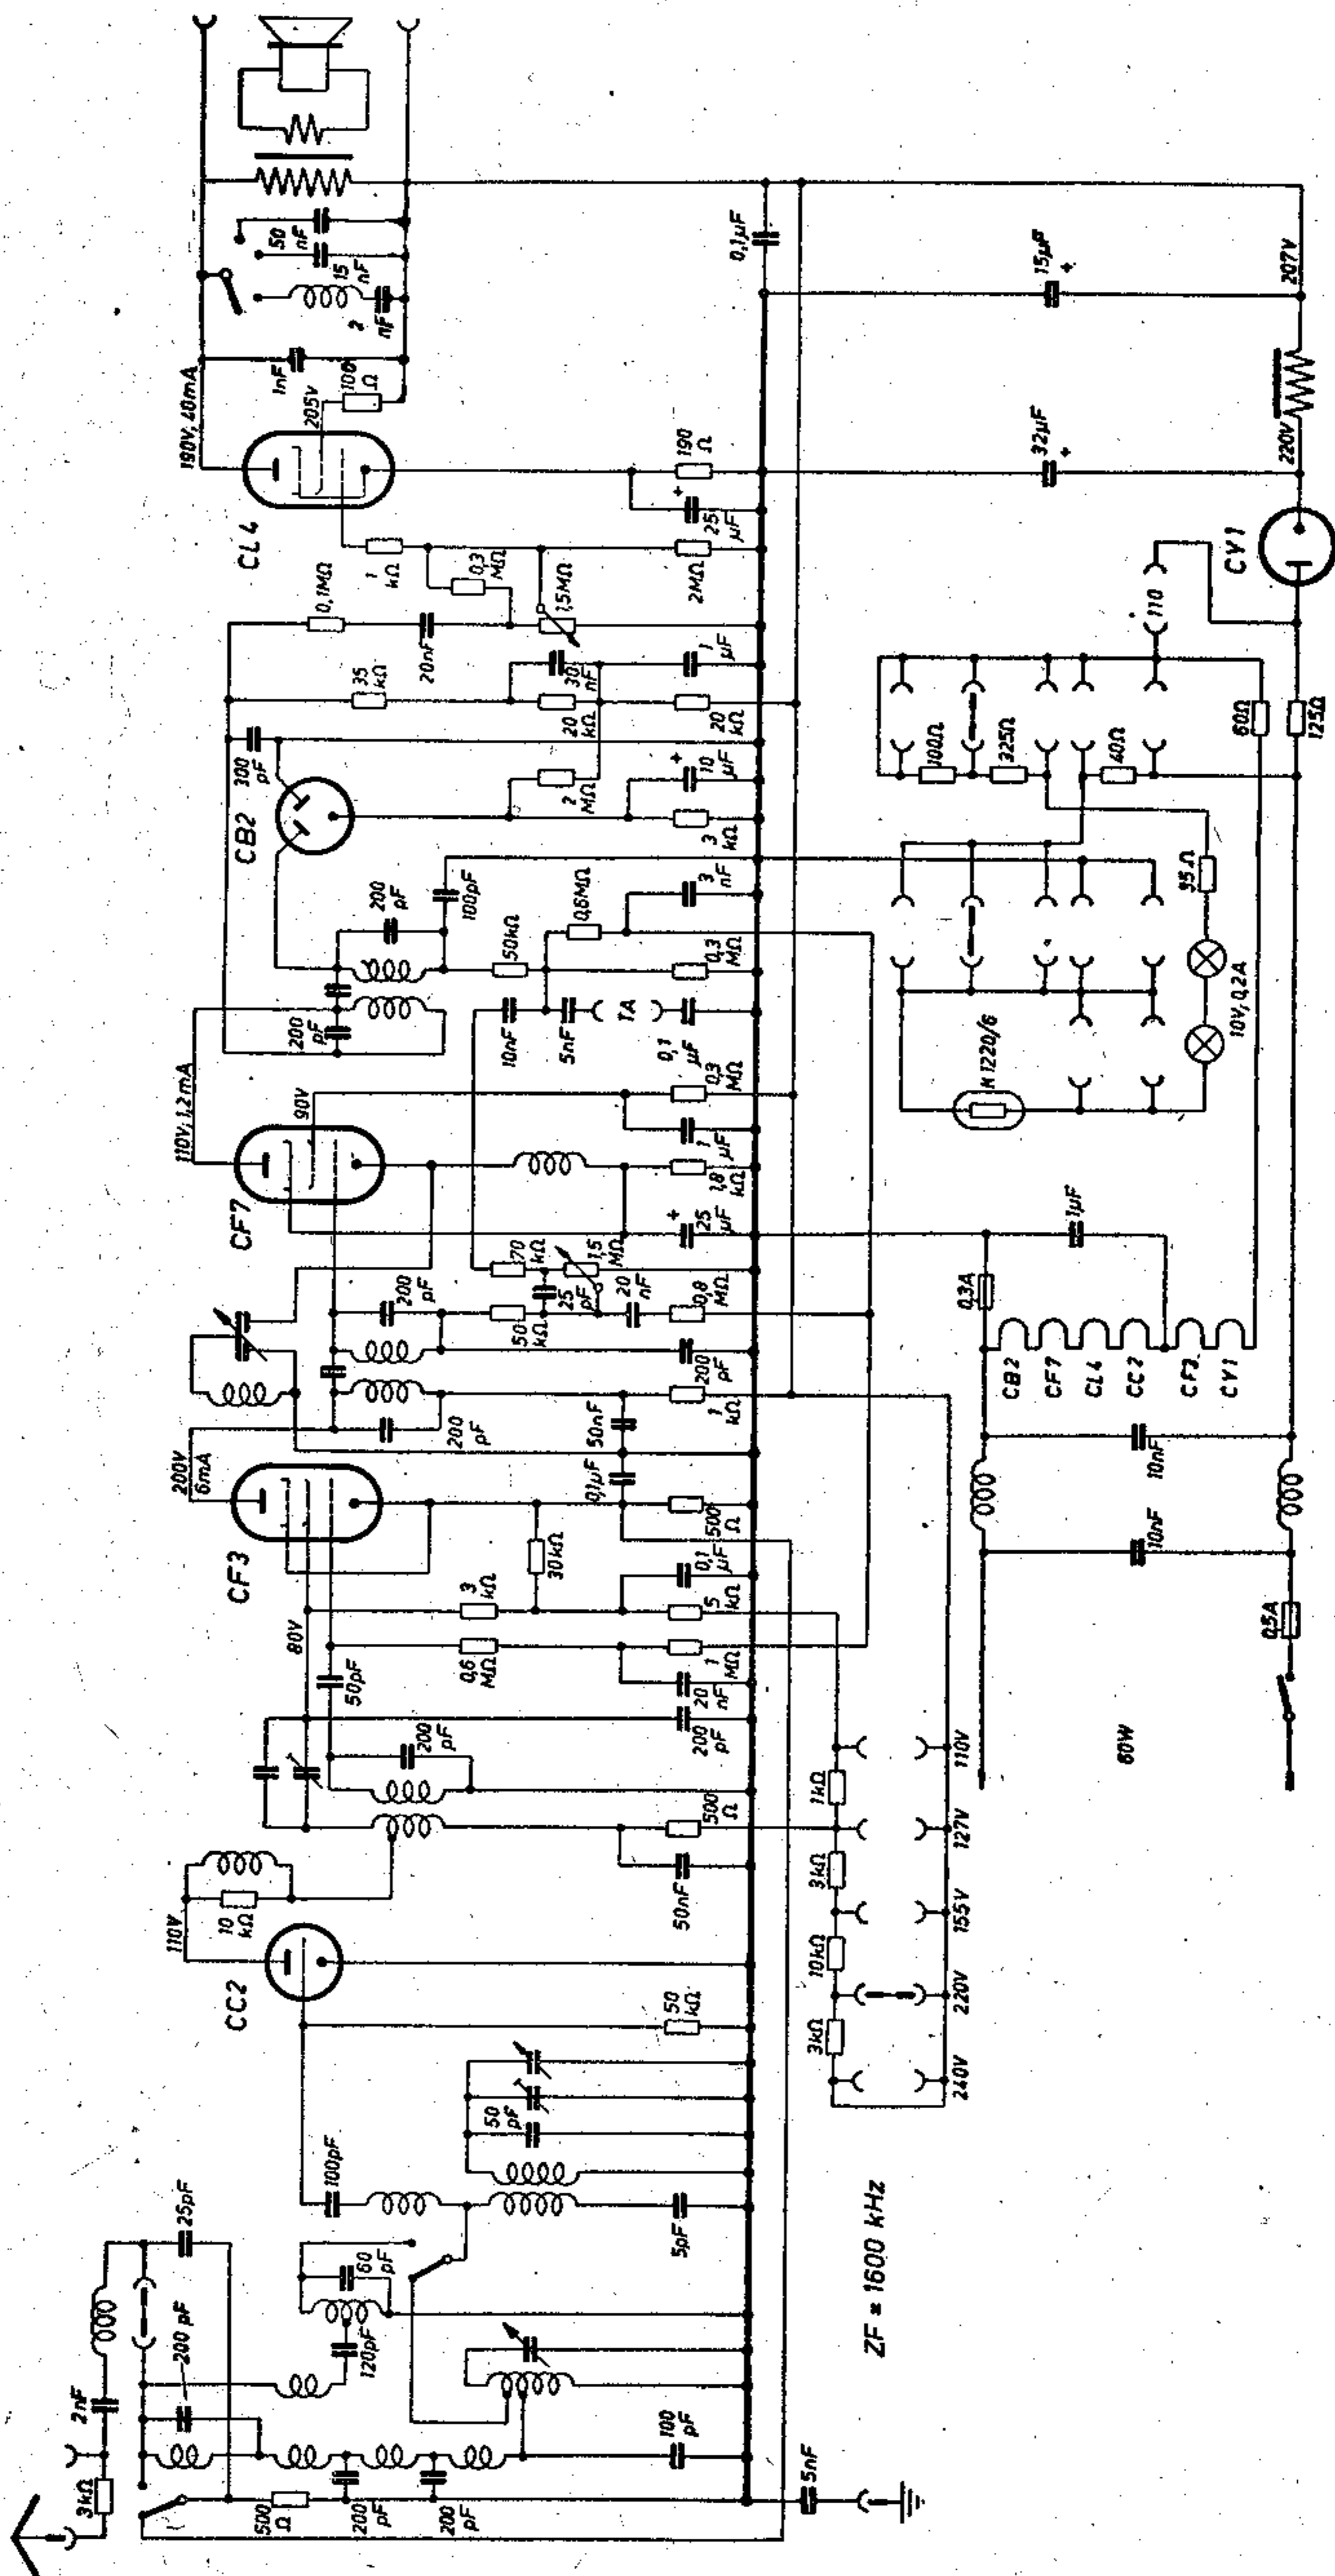 3kΩ
2nF
200 pF
25pF
500
Ω
200
pF
200
pF
120pF
60
pF
100pF
100
pF
5pF
5nF
50
pF
CC2
110V
10
kΩ
50
kΩ
50nF
500
Ω
200
pF
200
pF
50pF
80V
20
nF
0,6
MΩ
1
MΩ
3
kΩ
5
kΩ
0,1
µF
30kΩ
500
Ω
CF3
200V
6mA
0,1µF
50nF
1
kΩ
200
pF
200
pF
200
pF
50
kΩ
25
pF
20
nF
0,8
MΩ
70
kΩ
1,5
MΩ
25
µF
CF7
110V; 1,2mA
90V
1,8
kΩ
1
µF
0,3
MΩ
0,1
µF
200
pF
10nF
5nF
TA
50kΩ
0,3
MΩ
0,6MΩ
3
nF
200
pF
100pF
CB2
300
pF
3
kΩ
10
µF
2
MΩ
35
kΩ
20
kΩ
20
kΩ
30
nF
1
µF
0,1MΩ
20nF
1,5MΩ
0,3
MΩ
1
kΩ
2MΩ
CL4
190V, 40mA
205V
100
Ω
25
µF
190
Ω
1nF
2
nF
15
nF
50
nF
0,1µF
15µF
32µF
207V
220V
CY1
110
60Ω
125Ω
100Ω
325Ω
40Ω
35Ω
10V; 0,2A
K1220/6
1µF
0,3A
CB2
CF7
CL4
CC2
CF3
CY1
10nF
10nF
0,5A
60W
3kΩ
10kΩ
3kΩ
1kΩ
240V
220V
155V
127V
110V
ZF = 1600 kHz